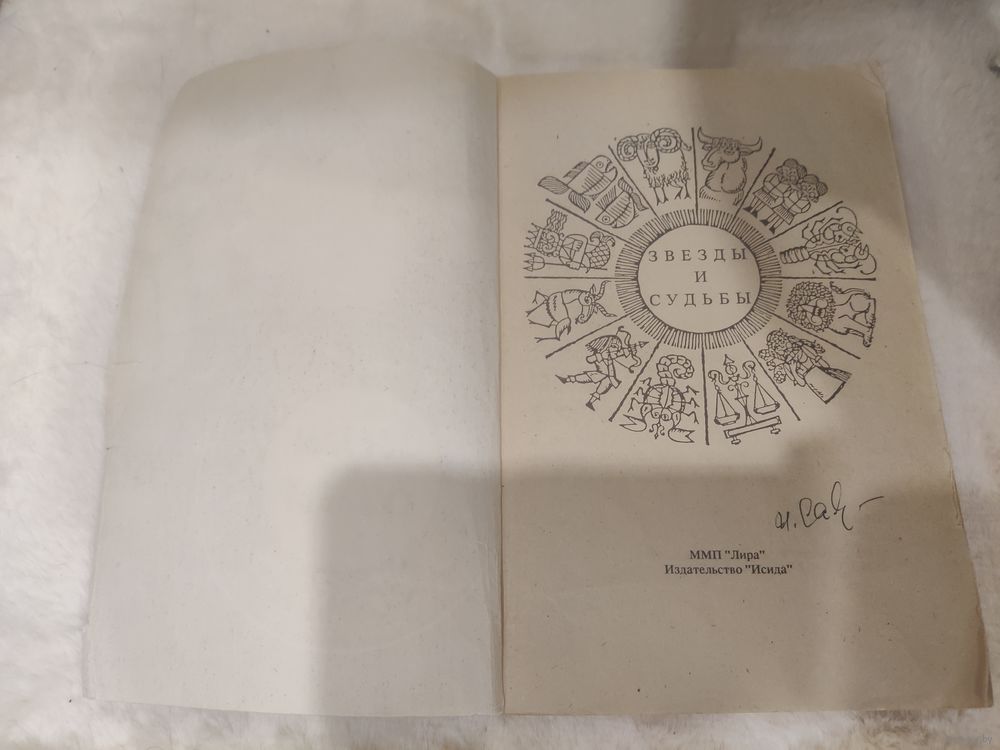 ЗВЕЗДЫ
И
СУДЬБЫ
ММП "Лира"
Издательство "Исида"